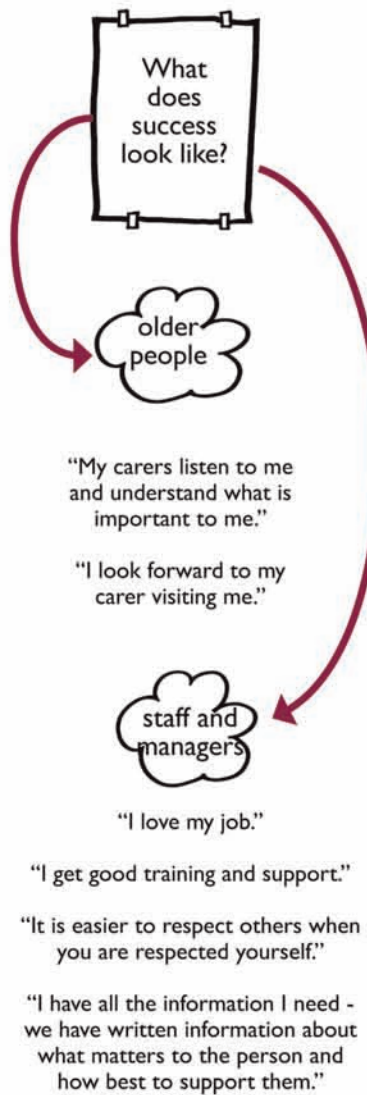 What
does
success
look like?
older
people
“My carers listen to me
and understand what is
important to me.”
“I look forward to my
carer visiting me.”
staff and
managers
“I love my job.”
“I get good training and support.”
“It is easier to respect others when
you are respected yourself.”
“I have all the information I need -
we have written information about
what matters to the person and
how best to support them.”